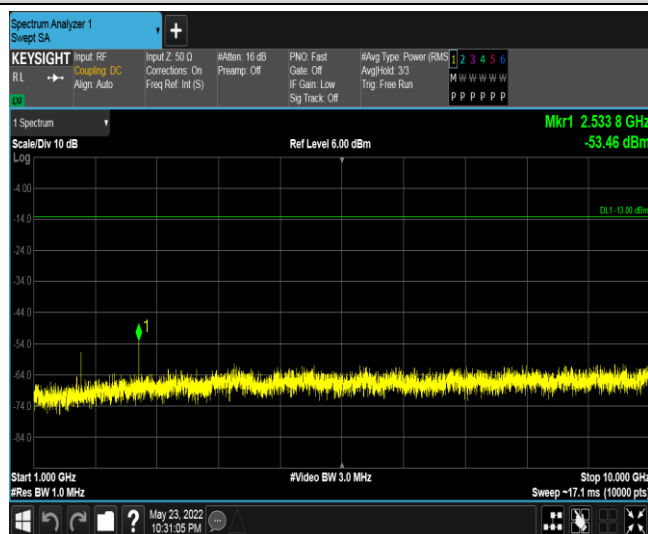 Spectrum Analyzer 1
Swept SA
+
KEYSIGHT Input: RF Input Z: 50 Ω #Atten: 16 dB PNO: Fast #Avg Type: Power (RMS 1 2 3 4 5 6
RL Coupling: DC Corrections: On Preamp: Off Gate: Off Avg|Hold: 3/3 M W W W W W
Align: Auto Freq Ref: Int (S) IF Gain: Low Trig: Free Run
Sig Track: Off P P P P P P
LXI
1 Spectrum Mkr1 2.533 8 GHz
Scale/Div 10 dB Ref Level 6.00 dBm -53.46 dBm
Log
-4.00
DL1 -13.00 dBm
-14.0
-24.0
-34.0
-44.0
1
-54.0
-64.0
-74.0
-84.0
Start 1.000 GHz #Video BW 3.0 MHz Stop 10.000 GHz
#Res BW 1.0 MHz Sweep ~17.1 ms (10000 pts)
? May 23, 2022
10:31:05 PM